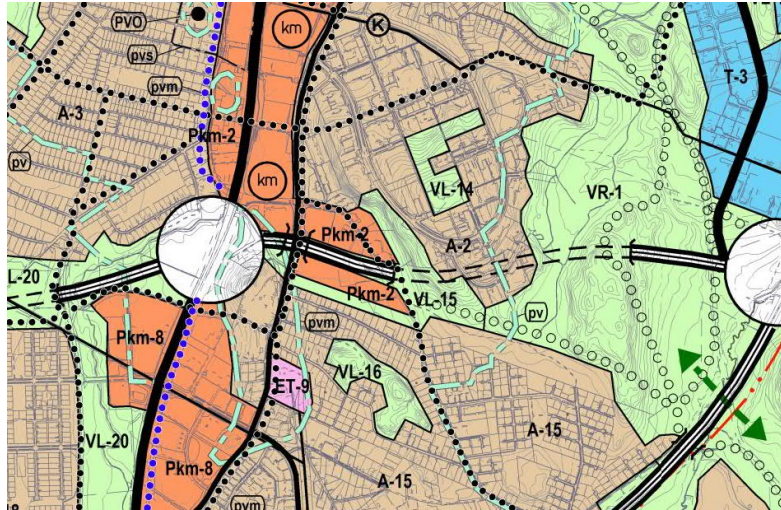 PVO
km
K
pvs
T-3
pvm
A-3
Pkm-2
pv
km
VL-14
VR-1
Pkm-2
A-2
L-20
Pkm-2
VL-15
pv
pvm
Pkm-8
VL-16
ET-9
VL-20
A-15
Pkm-8
A-15
pvm